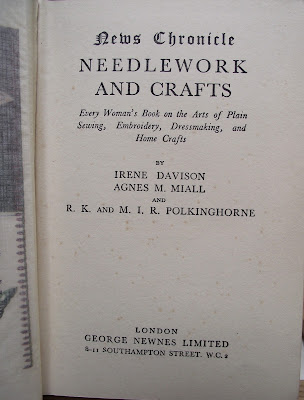 News Chronicle
NEEDLEWORK
AND CRAFTS
Every Woman's Book on the Arts of Plain
Sewing, Embroidery, Dressmaking, and
Home Crafts
BY
IRENE DAVISON
AGNES M. MIALL
AND
R. K. AND M. I. R. POLKINGHORNE
LONDON
GEORGE NEWNES LIMITED
8-11 SOUTHAMPTON STREET. W.C.2